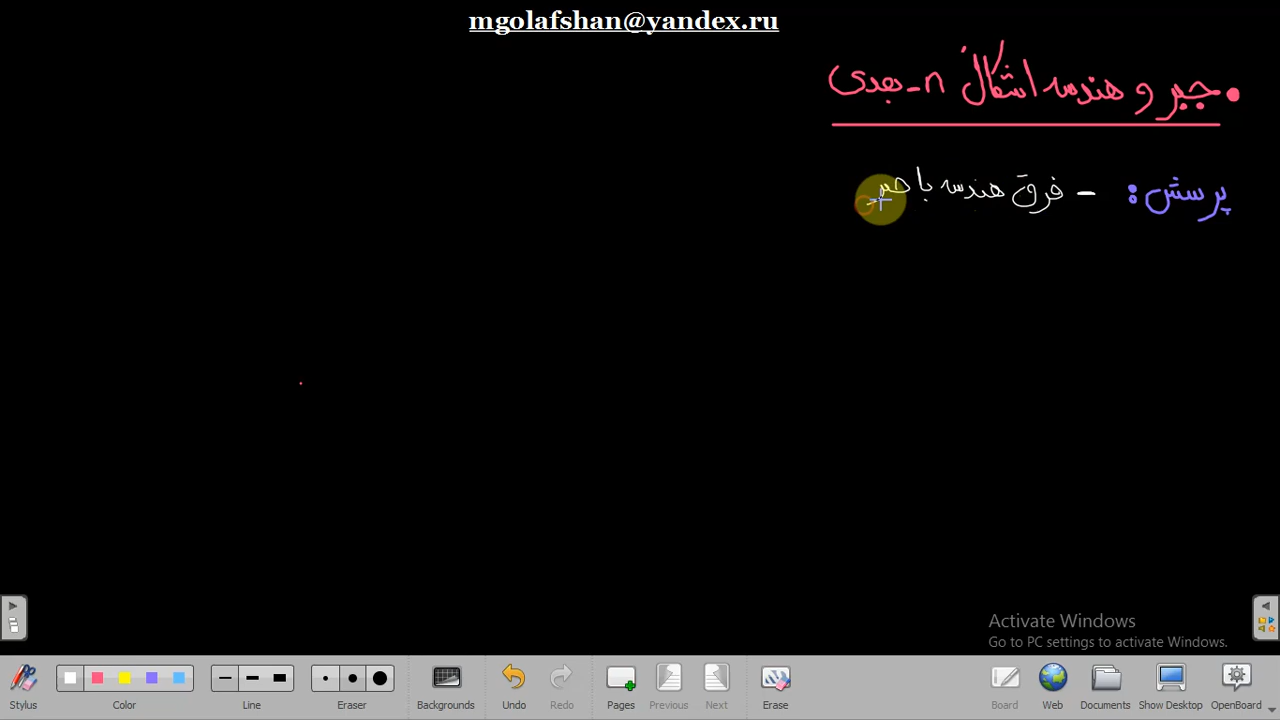 mgolafshan@yandex.ru
• جبر و هندسه اشکال n-بعدی
پرسش: - فرق هندسه با جبر
Activate Windows
Go to PC settings to activate Windows.
Stylus Color Line Eraser Backgrounds Undo Redo Pages Previous Next Erase Board Web Documents Show Desktop OpenBoard